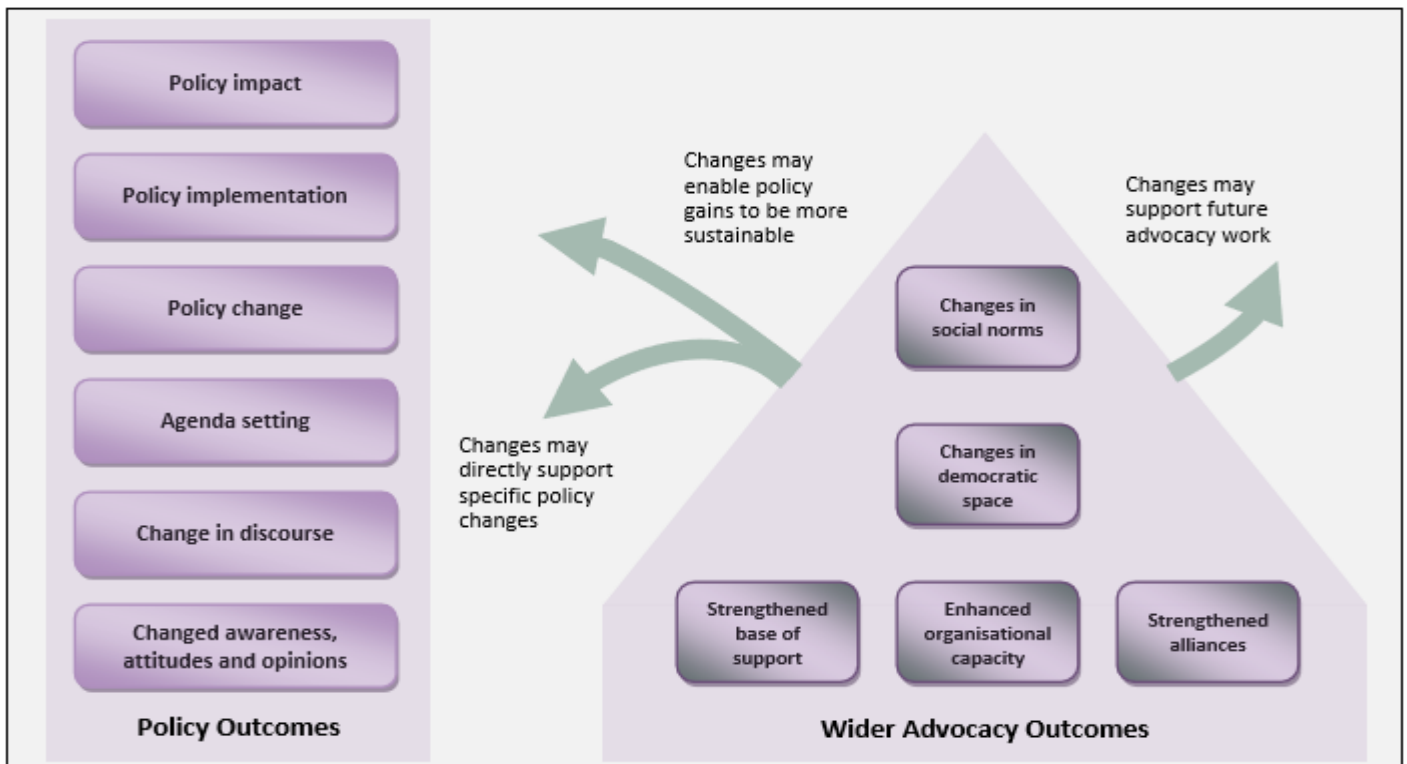 Policy impact
Policy implementation
Policy change
Agenda setting
Change in discourse
Changed awareness,
attitudes and opinions
Policy Outcomes
Changes may
enable policy
gains to be more
sustainable
Changes may
directly support
specific policy
changes
Changes may
support future
advocacy work
Changes in
social norms
Changes in
democratic
space
Strengthened
base of
support
Enhanced
organisational
capacity
Strengthened
alliances
Wider Advocacy Outcomes